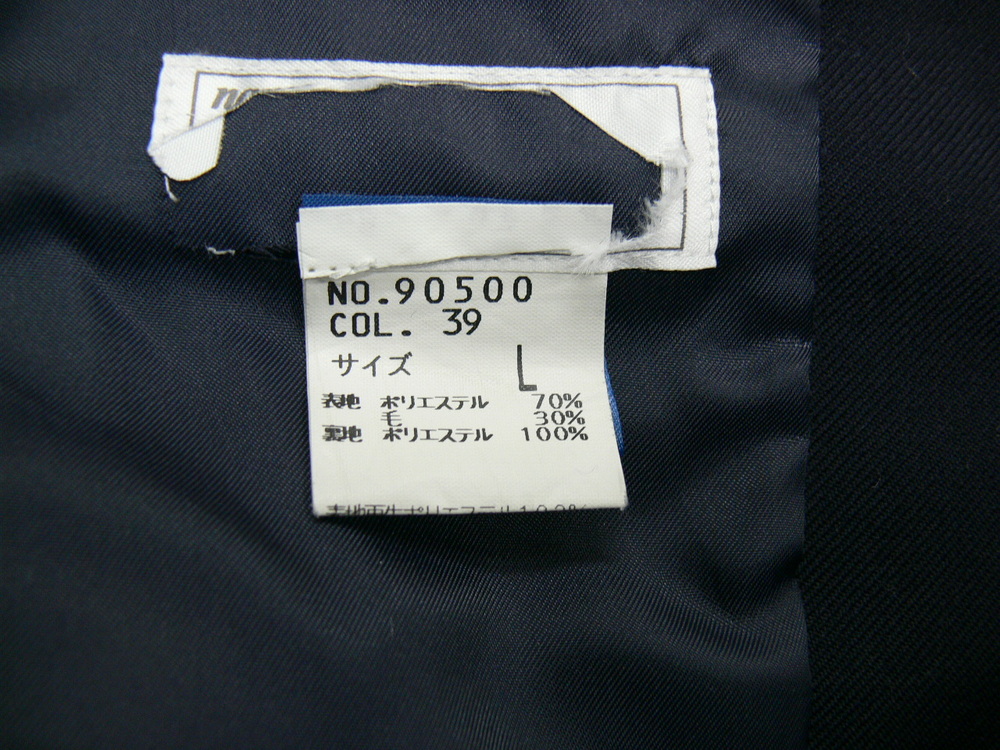 NO.90500
COL. 39
サイズ L
表地 ポリエステル 70%
毛 30%
裏地 ポリエステル 100%